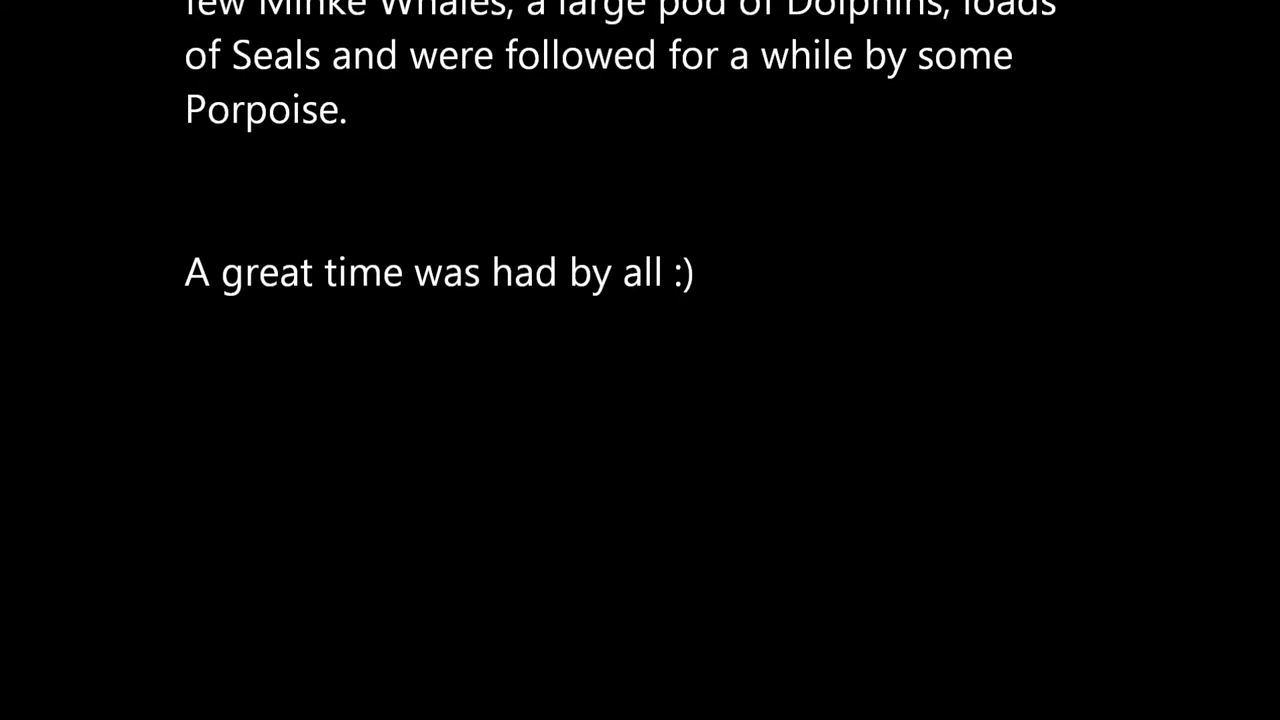 few Minke Whales, a large pod of Dolphins, loads
of Seals and were followed for a while by some
Porpoise.
A great time was had by all :)